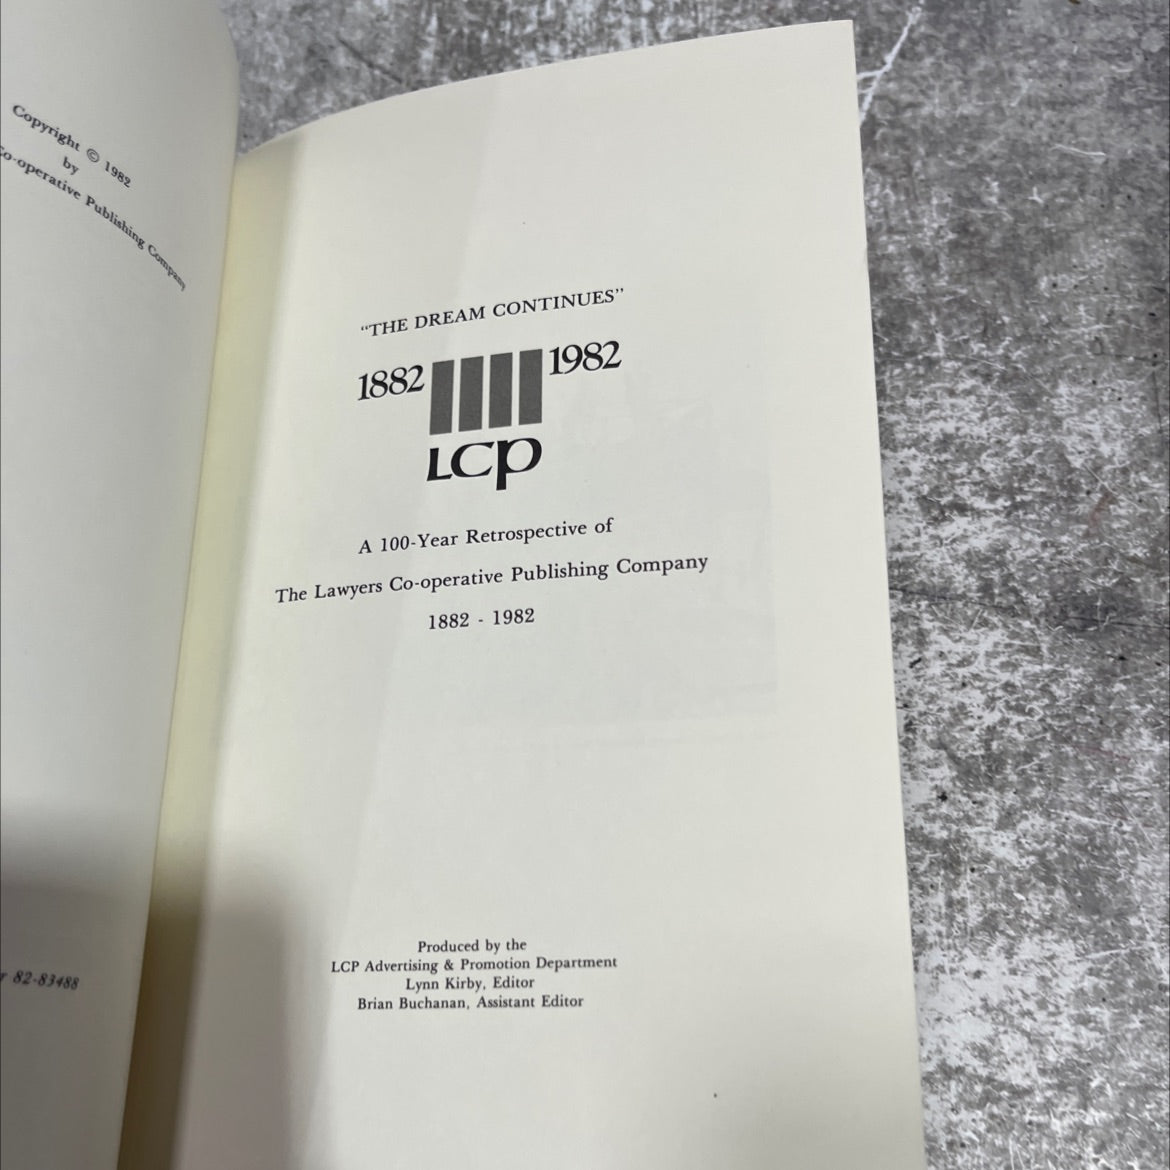 Copyright © 1982
by
Co-operative Publishing Company
82-83488
“THE DREAM CONTINUES”
1882 1982
LCP
A 100-Year Retrospective of
The Lawyers Co-operative Publishing Company
1882 - 1982
Produced by the
LCP Advertising & Promotion Department
Lynn Kirby, Editor
Brian Buchanan, Assistant Editor